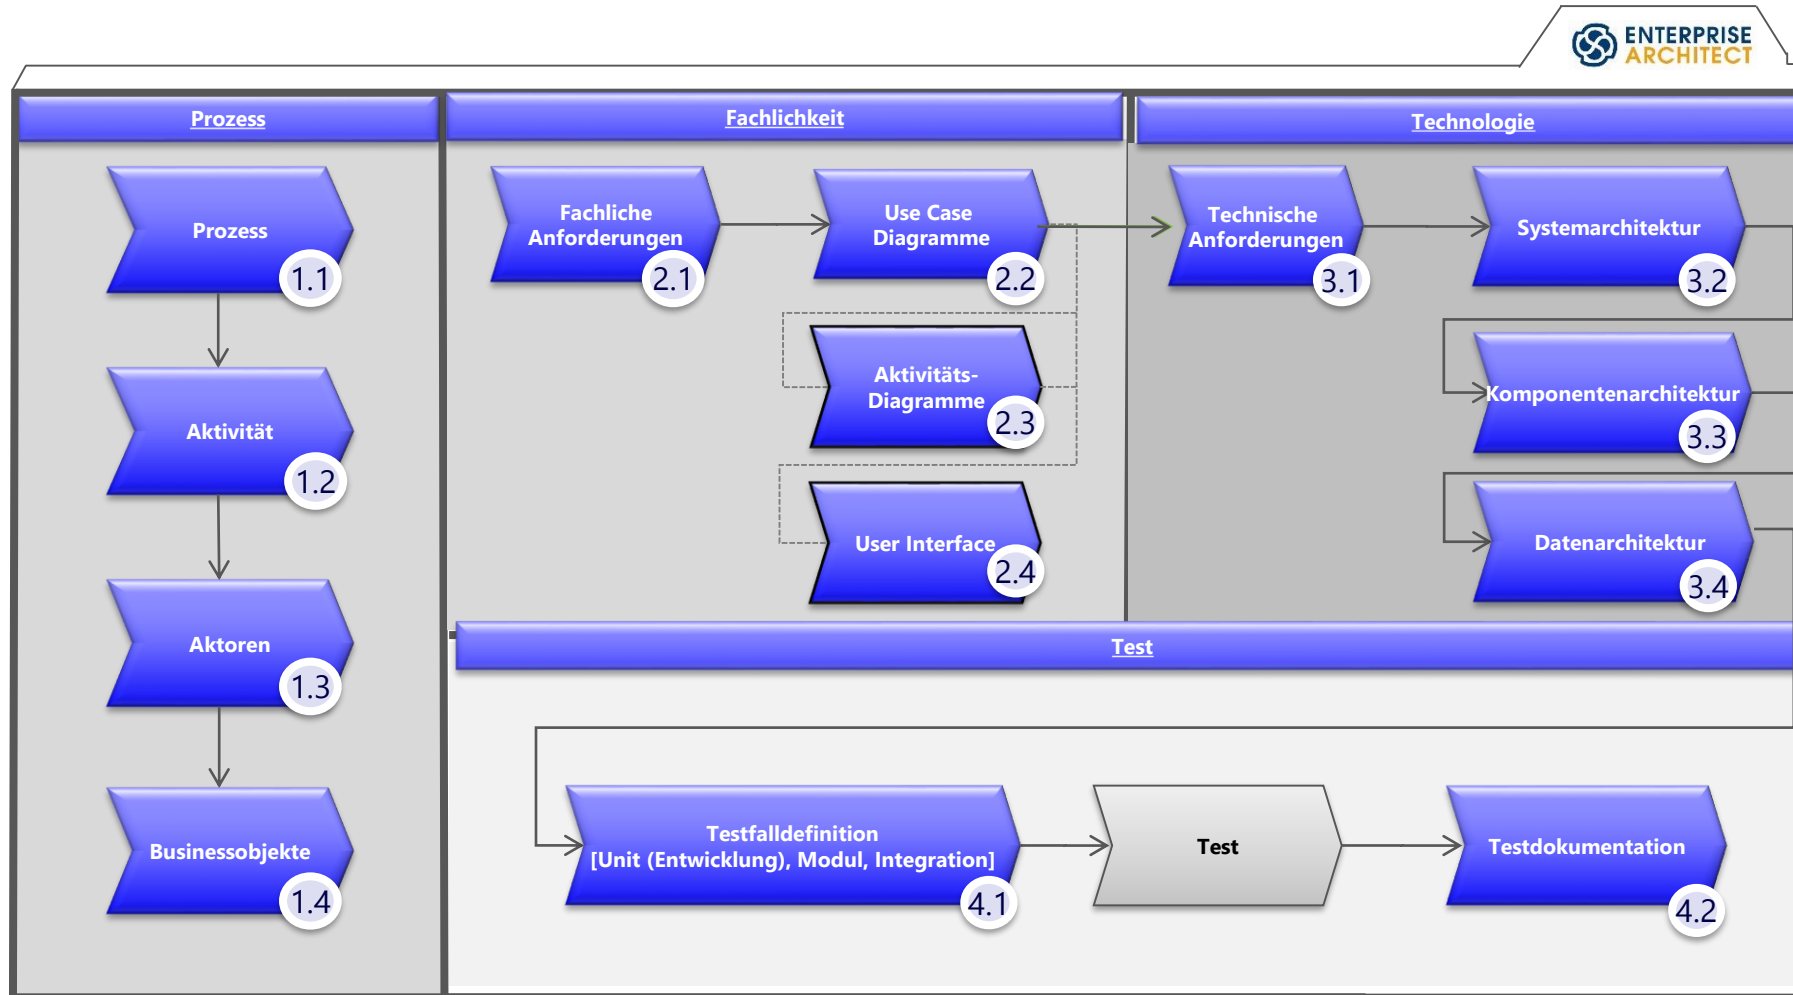 ENTERPRISE
ARCHITECT
Prozess
Prozess
1.1
Aktivität
1.2
Aktoren
1.3
Businessobjekte
1.4
Fachlichkeit
Fachliche
Anforderungen
2.1
Use Case
Diagramme
2.2
Aktivitäts-
Diagramme
2.3
User Interface
2.4
Technologie
Technische
Anforderungen
3.1
Systemarchitektur
3.2
Komponentenarchitektur
3.3
Datenarchitektur
3.4
Test
Testfalldefinition
[Unit (Entwicklung), Modul, Integration]
4.1
Test
Testdokumentation
4.2